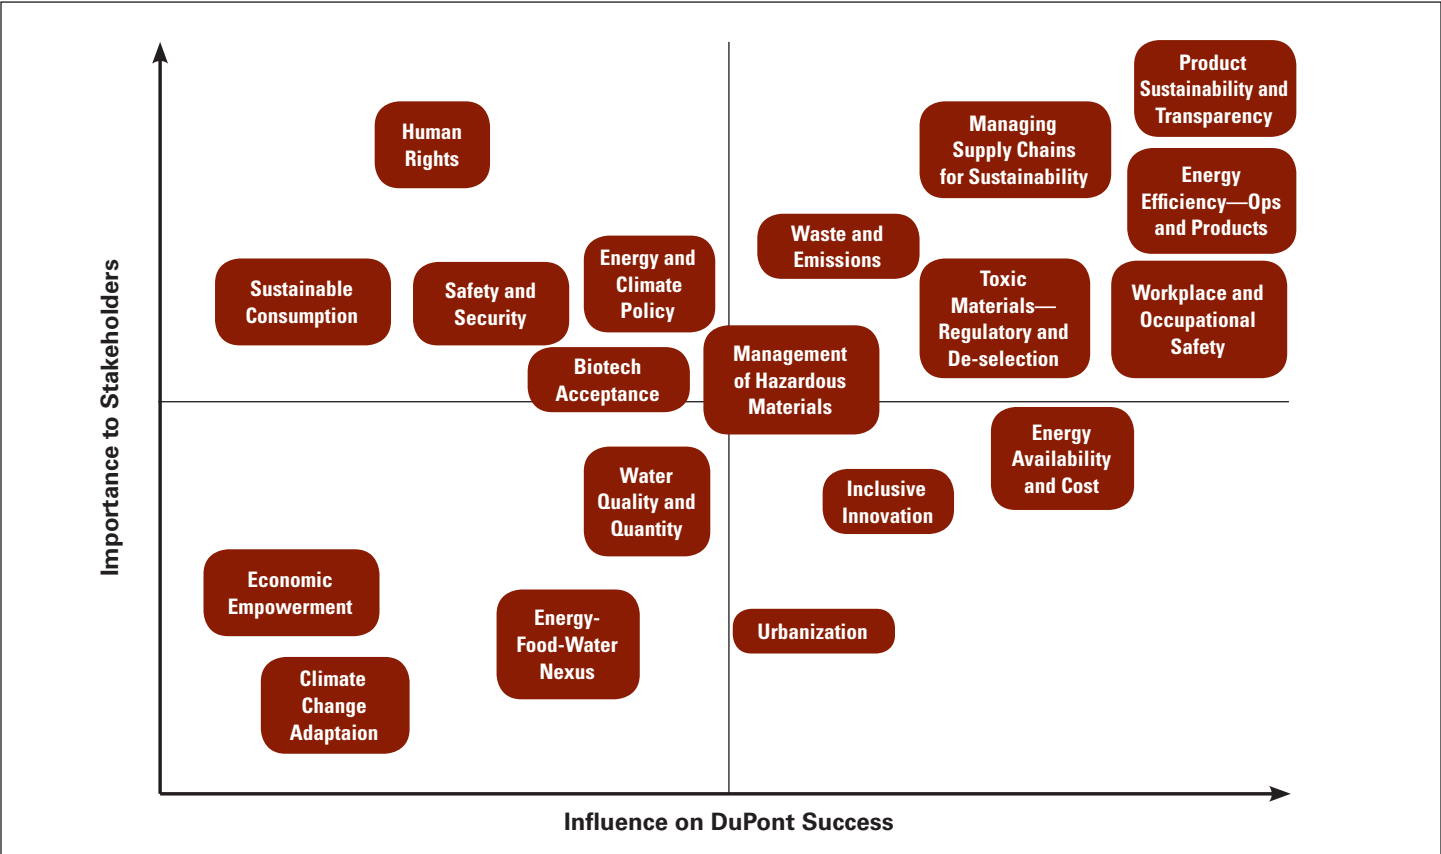 Product
Sustainability and
Transparency
Human
Rights
Managing
Supply Chains
for Sustainability
Energy
Efficiency—Ops
and Products
Waste and
Emissions
Energy and
Climate
Policy
Sustainable
Consumption
Safety and
Security
Toxic
Materials—
Regulatory and
De-selection
Workplace and
Occupational
Safety
Biotech
Acceptance
Management
of Hazardous
Materials
Energy
Availability
and Cost
Water
Quality and
Quantity
Inclusive
Innovation
Economic
Empowerment
Energy-
Food-Water
Nexus
Urbanization
Climate
Change
Adaptaion
Importance to Stakeholders
Influence on DuPont Success